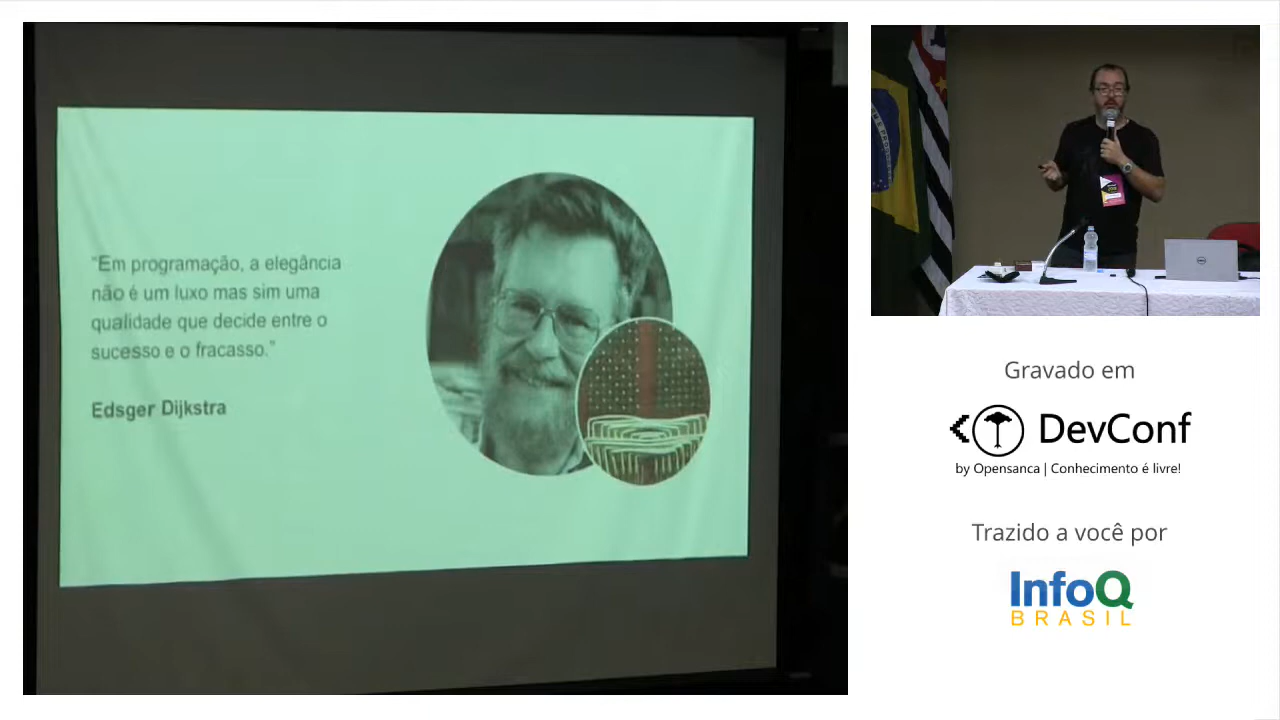 “Em programação, a elegância
não é um luxo mas sim uma
qualidade que decide entre o
sucesso e o fracasso.”
Edsger Dijkstra
Gravado em
DevConf
by Opensanca | Conhecimento é livre!
Trazido a você por
InfoQ
BRASIL